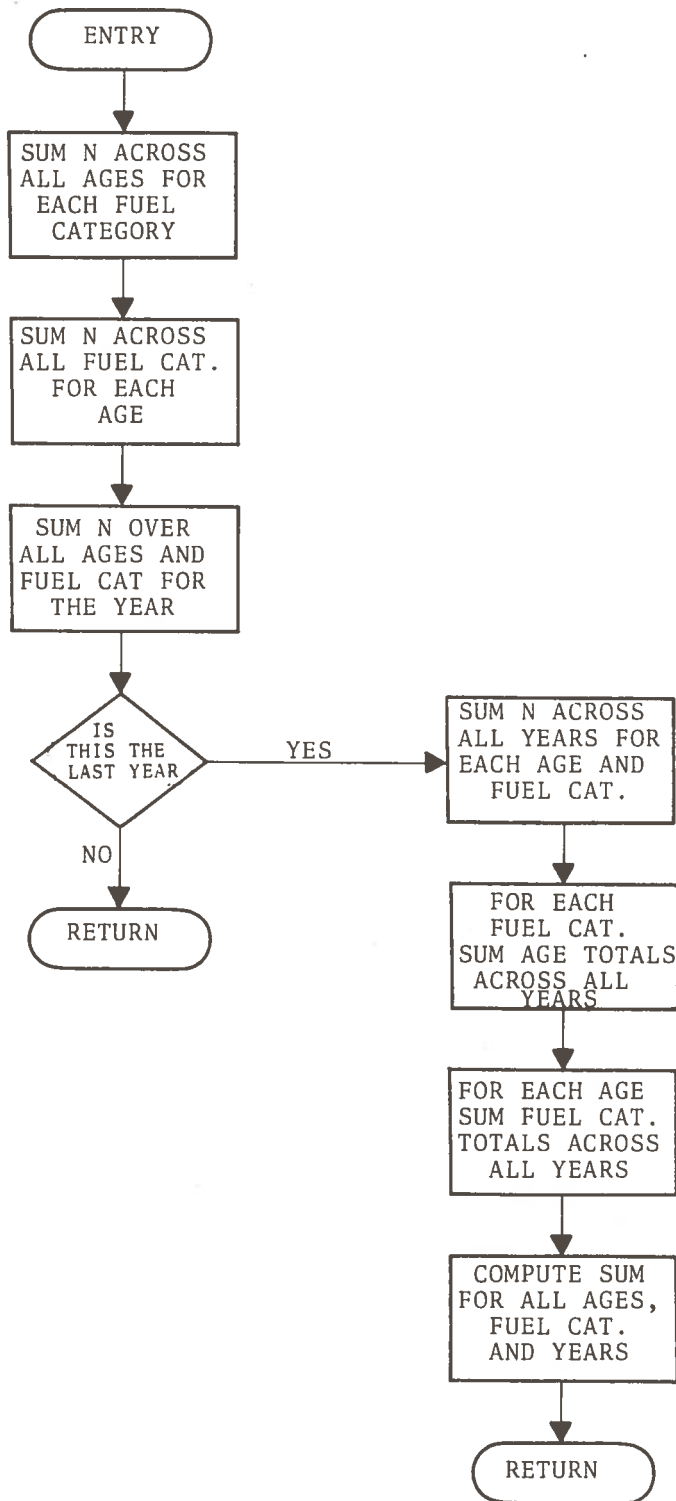 ENTRY
SUM N ACROSS
ALL AGES FOR
EACH FUEL
CATEGORY
SUM N ACROSS
ALL FUEL CAT.
FOR EACH
AGE
SUM N OVER
ALL AGES AND
FUEL CAT FOR
THE YEAR
IS
THIS THE
LAST YEAR
YES
NO
RETURN
SUM N ACROSS
ALL YEARS FOR
EACH AGE AND
FUEL CAT.
FOR EACH
FUEL CAT.
SUM AGE TOTALS
ACROSS ALL
YEARS
FOR EACH AGE
SUM FUEL CAT.
TOTALS ACROSS
ALL YEARS
COMPUTE SUM
FOR ALL AGES,
FUEL CAT.
AND YEARS
RETURN